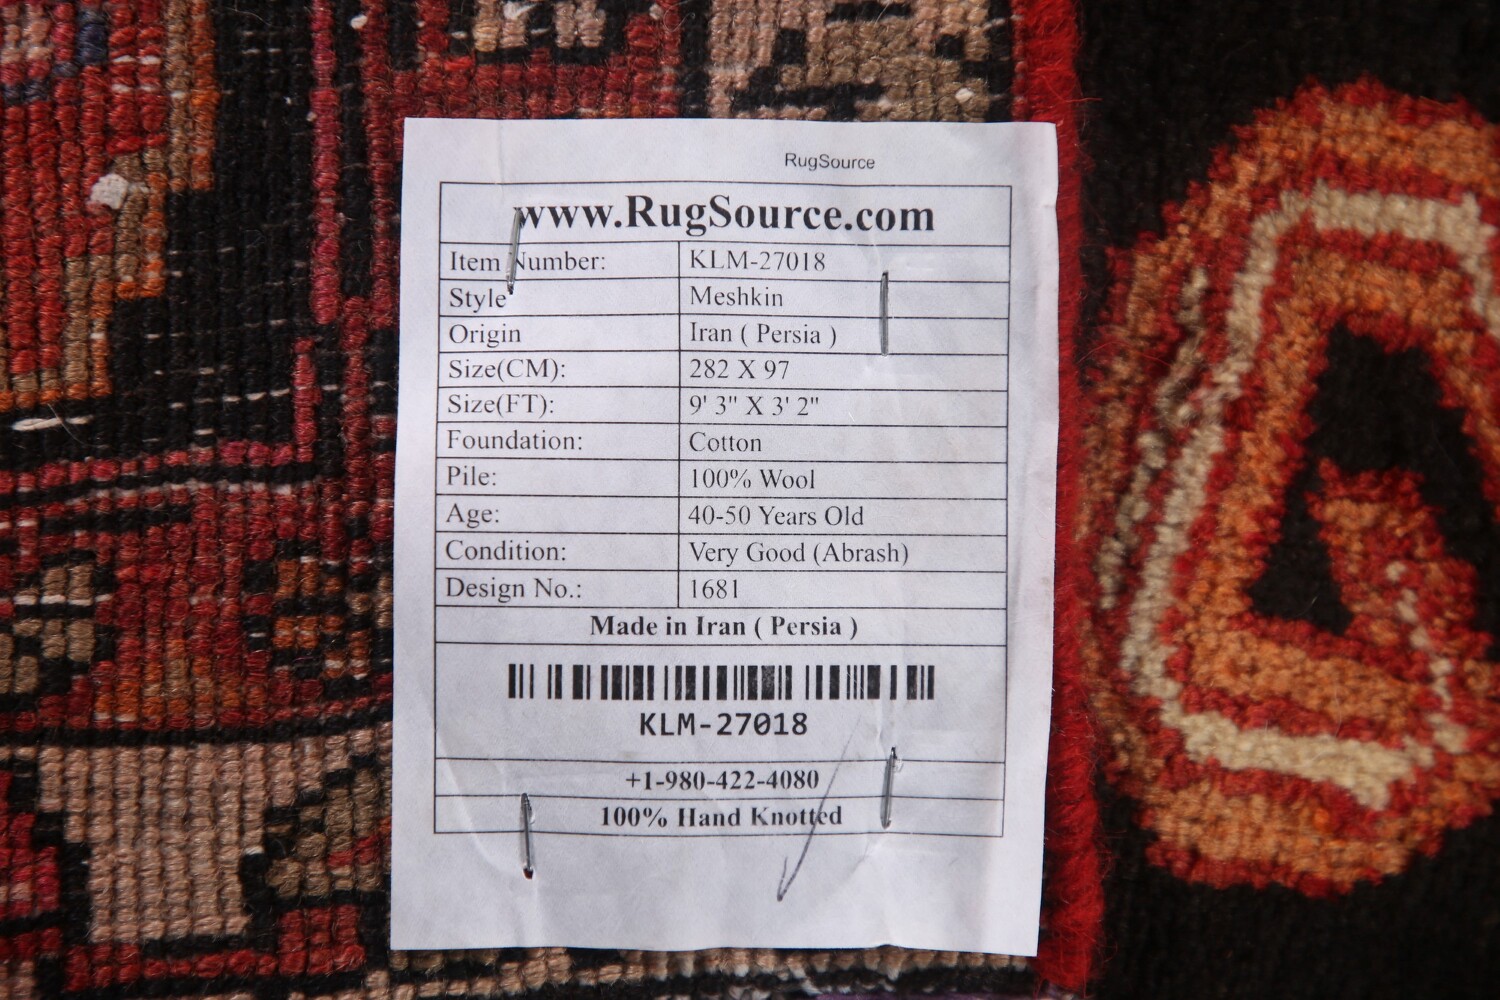 RugSource
www.RugSource.com
Item Number: KLM-27018
Style Meshkin
Origin Iran ( Persia )
Size(CM): 282 X 97
Size(FT): 9' 3" X 3' 2"
Foundation: Cotton
Pile: 100% Wool
Age: 40-50 Years Old
Condition: Very Good (Abrash)
Design No.: 1681
Made in Iran ( Persia )
KLM-27018
+1-980-422-4080
100% Hand Knotted